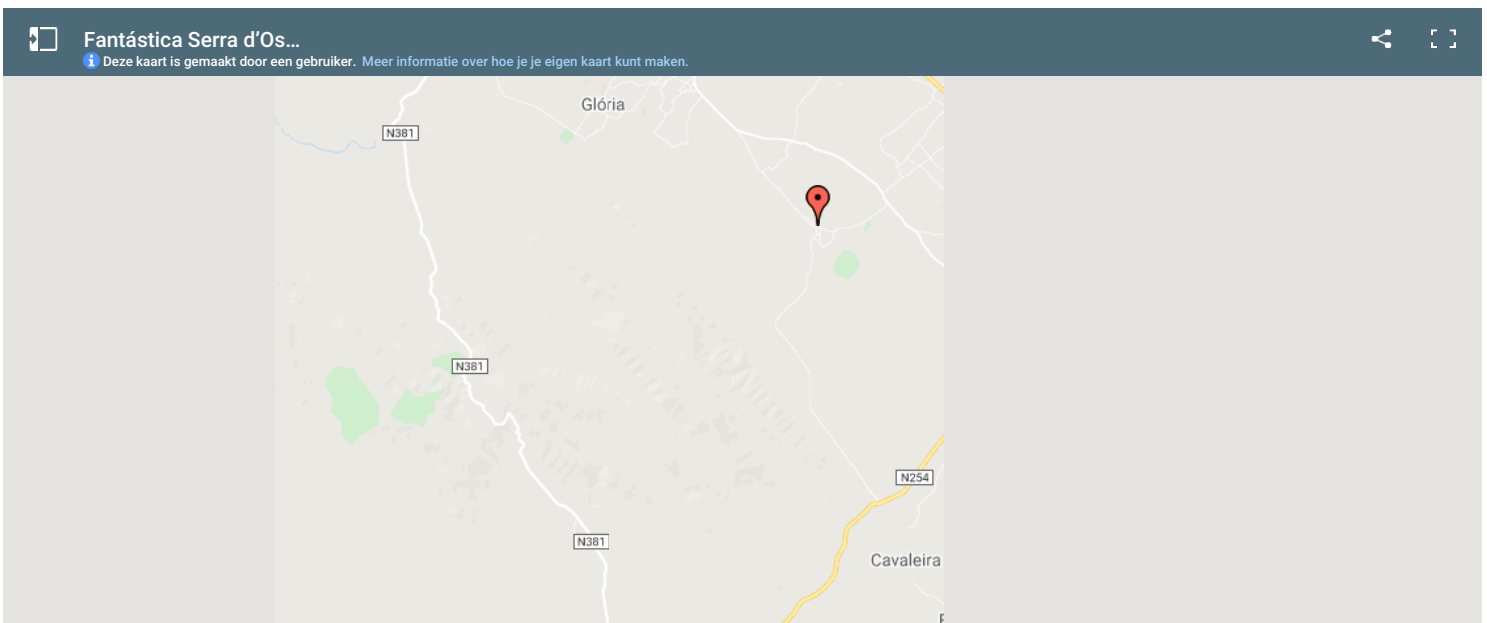 Fantástica Serra d’Os...
Deze kaart is gemaakt door een gebruiker. Meer informatie over hoe je je eigen kaart kunt maken.
Glória
N381
N381
N254
N381
Cavaleira